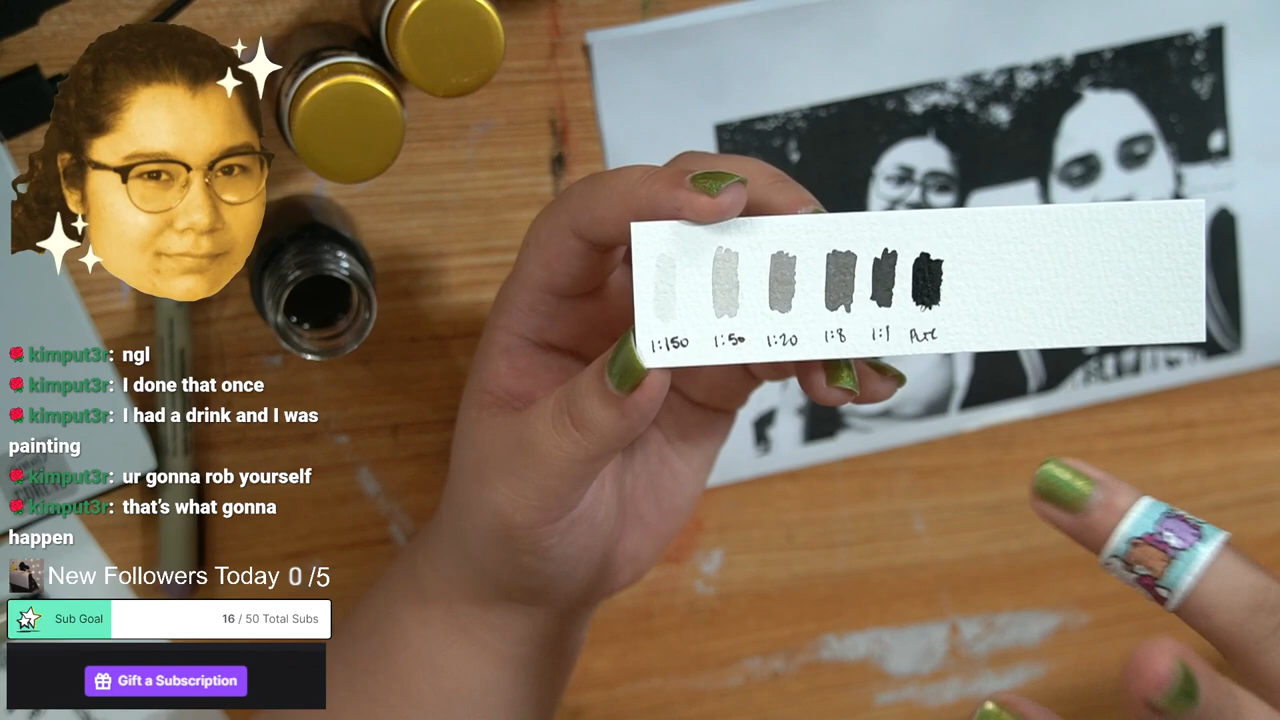 kimput3r: ngl
kimput3r: I done that once
kimput3r: I had a drink and I was
painting
kimput3r: ur gonna rob yourself
kimput3r: that's what gonna
happen
New Followers Today 0 /5
Sub Goal 16 / 50 Total Subs
Gift a Subscription
1:150 1:50 1:20 1:8 1:1 Pure